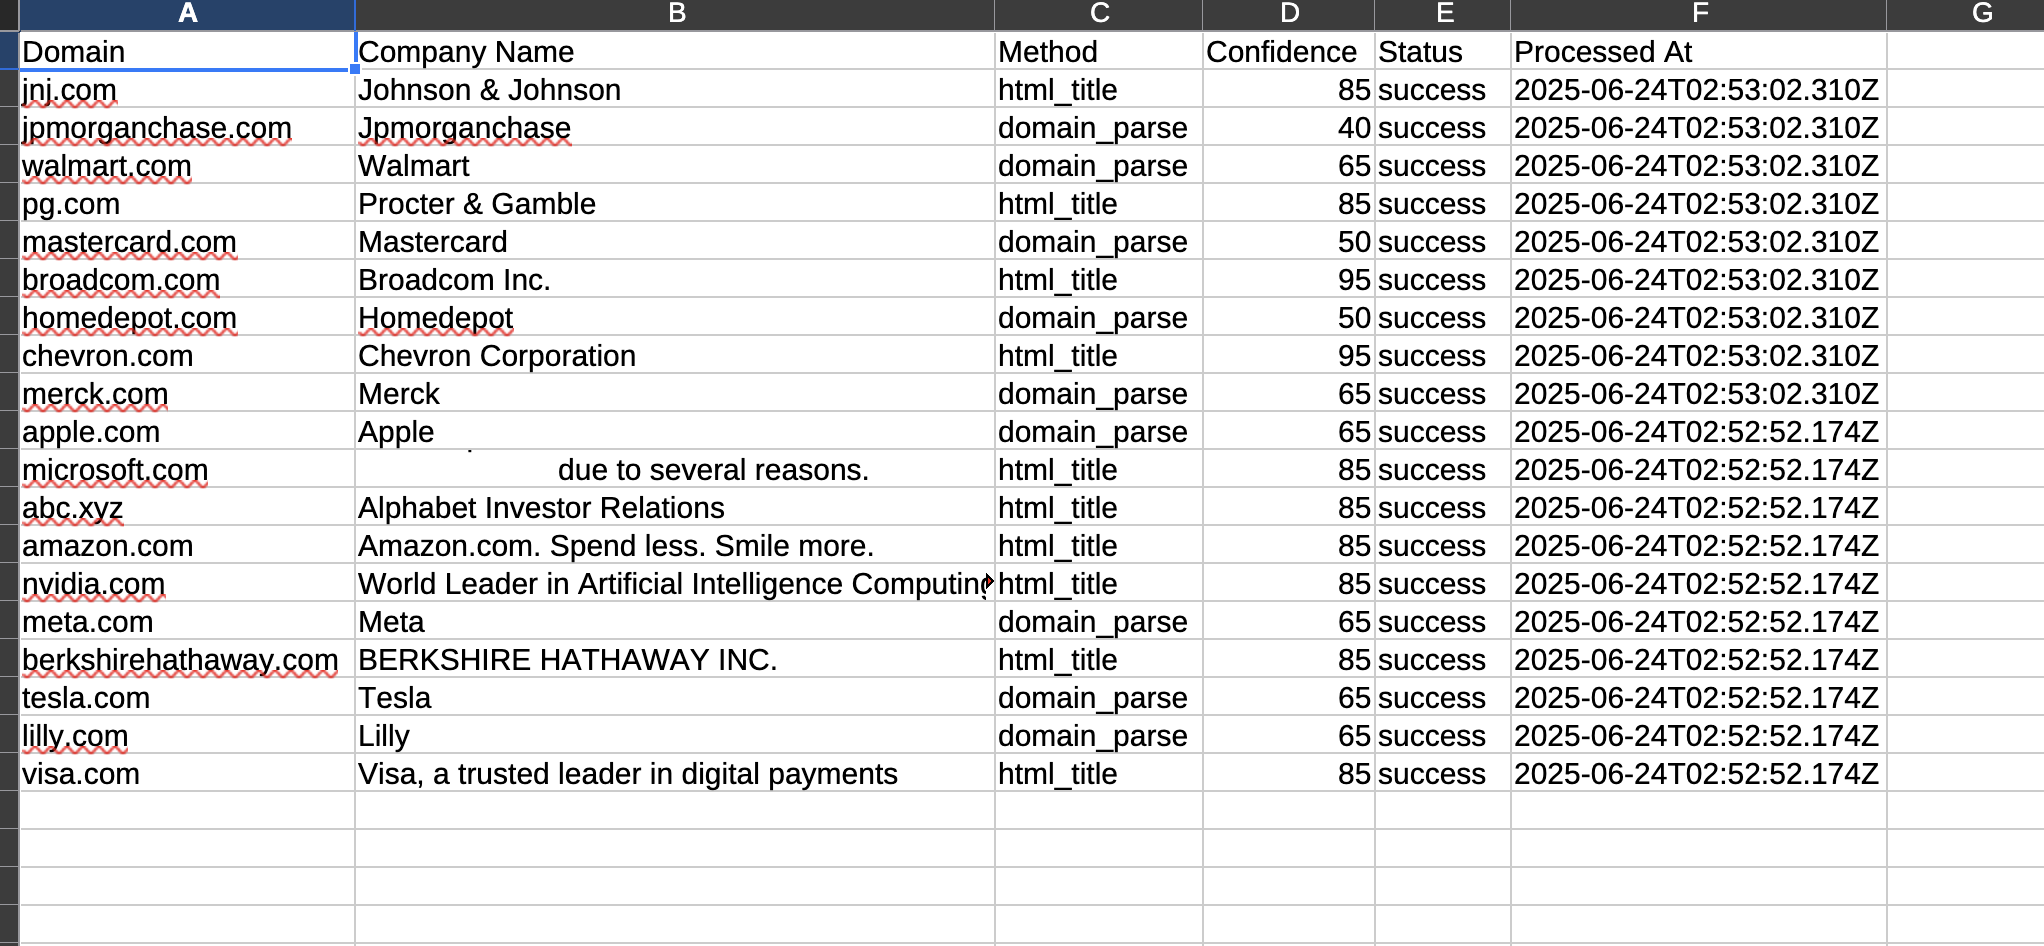 A B C D E F G
Domain Company Name Method Confidence Status Processed At
jnj.com Johnson & Johnson html_title 85 success 2025-06-24T02:53:02.310Z
jpmorganchase.com Jpmorganchase domain_parse 40 success 2025-06-24T02:53:02.310Z
walmart.com Walmart domain_parse 65 success 2025-06-24T02:53:02.310Z
pg.com Procter & Gamble html_title 85 success 2025-06-24T02:53:02.310Z
mastercard.com Mastercard domain_parse 50 success 2025-06-24T02:53:02.310Z
broadcom.com Broadcom Inc. html_title 95 success 2025-06-24T02:53:02.310Z
homedepot.com Homedepot domain_parse 50 success 2025-06-24T02:53:02.310Z
chevron.com Chevron Corporation html_title 95 success 2025-06-24T02:53:02.310Z
merck.com Merck domain_parse 65 success 2025-06-24T02:53:02.310Z
apple.com Apple domain_parse 65 success 2025-06-24T02:52:52.174Z
microsoft.com due to several reasons. html_title 85 success 2025-06-24T02:52:52.174Z
abc.xyz Alphabet Investor Relations html_title 85 success 2025-06-24T02:52:52.174Z
amazon.com Amazon.com. Spend less. Smile more. html_title 85 success 2025-06-24T02:52:52.174Z
nvidia.com World Leader in Artificial Intelligence Computing html_title 85 success 2025-06-24T02:52:52.174Z
meta.com Meta domain_parse 65 success 2025-06-24T02:52:52.174Z
berkshirehathaway.com BERKSHIRE HATHAWAY INC. html_title 85 success 2025-06-24T02:52:52.174Z
tesla.com Tesla domain_parse 65 success 2025-06-24T02:52:52.174Z
lilly.com Lilly domain_parse 65 success 2025-06-24T02:52:52.174Z
visa.com Visa, a trusted leader in digital payments html_title 85 success 2025-06-24T02:52:52.174Z